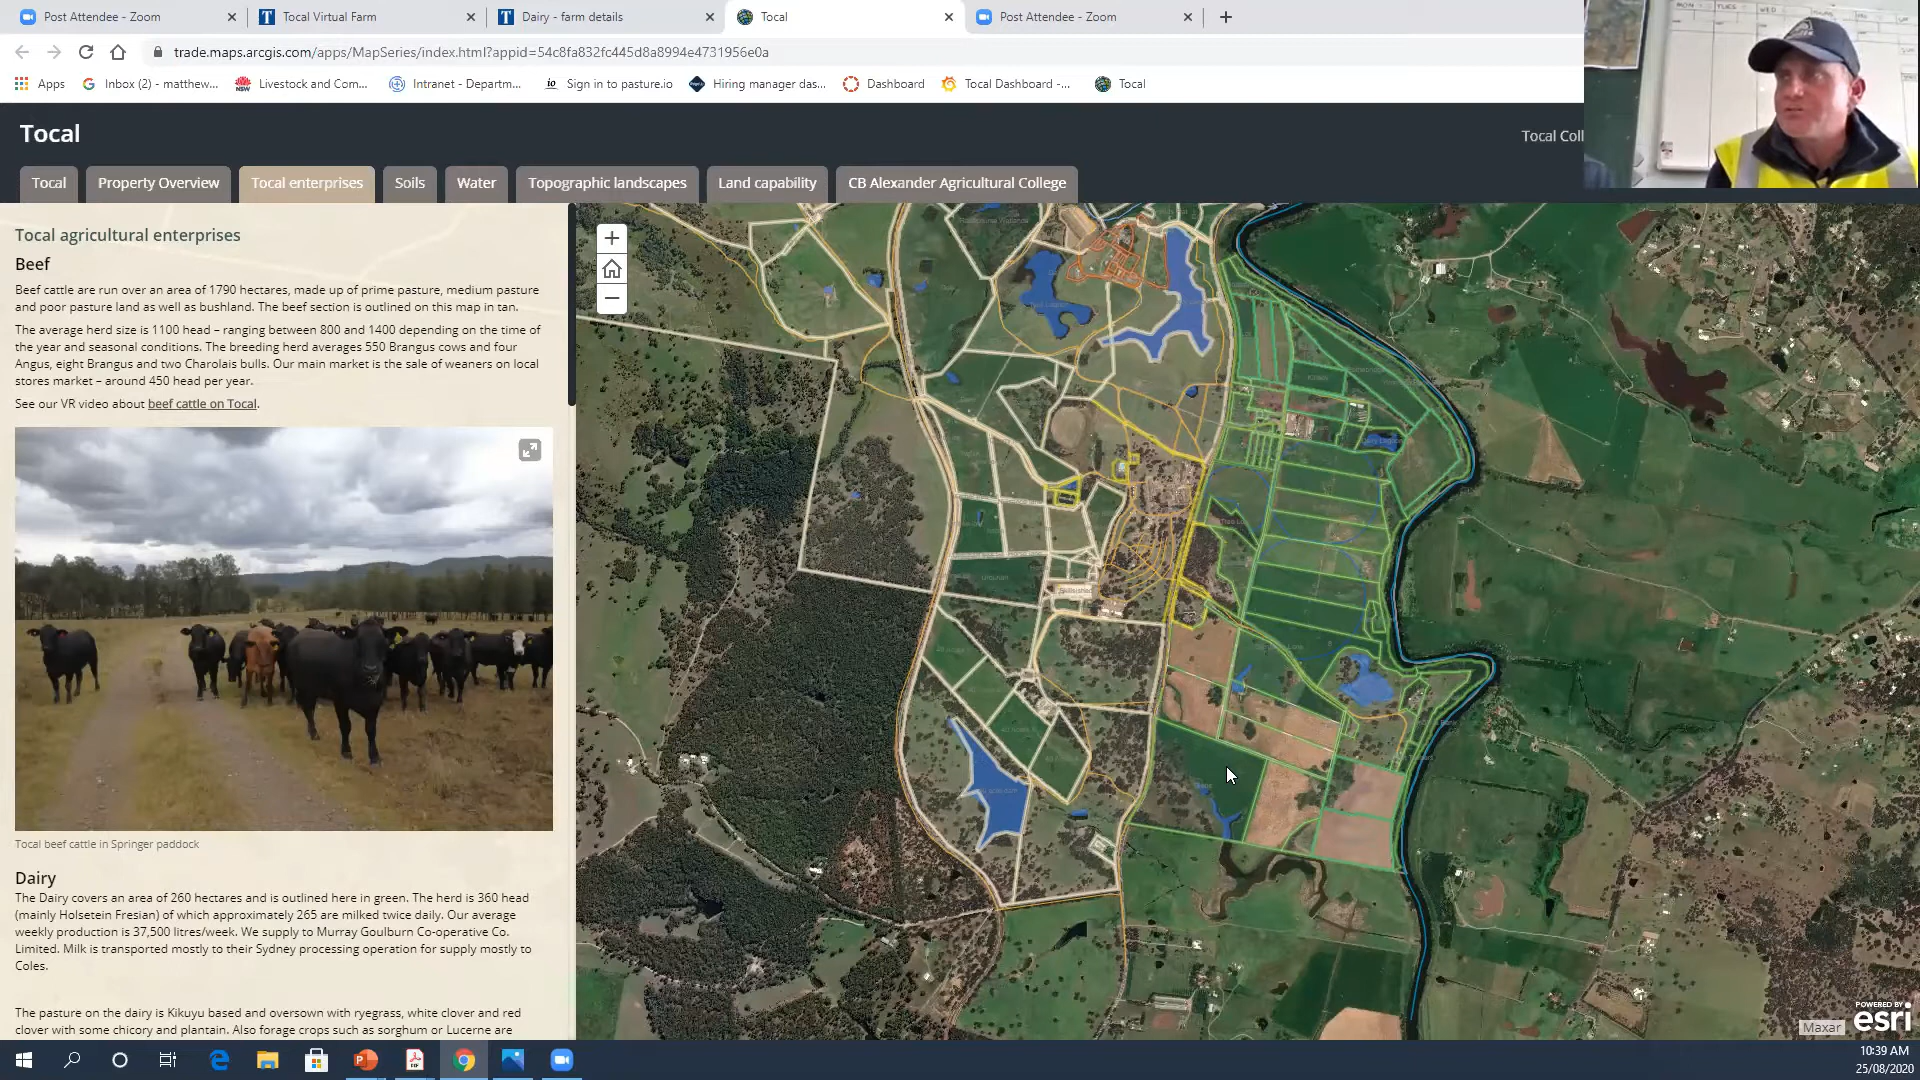 Post Attendee - Zoom
Tocal Virtual Farm
Dairy - farm details
Tocal
Post Attendee - Zoom
trade.maps.arcgis.com/apps/MapSeries/index.html?appid=54c8fa832fc445d8a8994e4731956e0a
Apps
Inbox (2) - matthew...
Livestock and Com...
Intranet - Departm...
Sign in to pasture.io
Hiring manager das...
Dashboard
Tocal Dashboard -...
Tocal
MON
TUES
WED
Tocal
Tocal Coll
Tocal
Property Overview
Tocal enterprises
Soils
Water
Topographic landscapes
Land capability
CB Alexander Agricultural College
Tocal agricultural enterprises
Beef
Beef cattle are run over an area of 1790 hectares, made up of prime pasture, medium pasture
and poor pasture land as well as bushland. The beef section is outlined on this map in tan.
The average herd size is 1100 head – ranging between 800 and 1400 depending on the time of
the year and seasonal conditions. The breeding herd averages 550 Brangus cows and four
Angus, eight Brangus and two Charolais bulls. Our main market is the sale of weaners on local
stores market – around 450 head per year.
See our VR video about beef cattle on Tocal.
Tocal beef cattle in Springer paddock
Dairy
The Dairy covers an area of 260 hectares and is outlined here in green. The herd is 360 head
(mainly Holsetein Fresian) of which approximately 265 are milked twice daily. Our average
weekly production is 37,500 litres/week. We supply to Murray Goulburn Co-operative Co.
Limited. Milk is transported mostly to their Sydney processing operation for supply mostly to
Coles.
The pasture on the dairy is Kikuyu based and oversown with ryegrass, white clover and red
clover with some chicory and plantain. Also forage crops such as sorghum or Lucerne are
Maxar
POWERED BY
esri
10:39 AM
25/08/2020